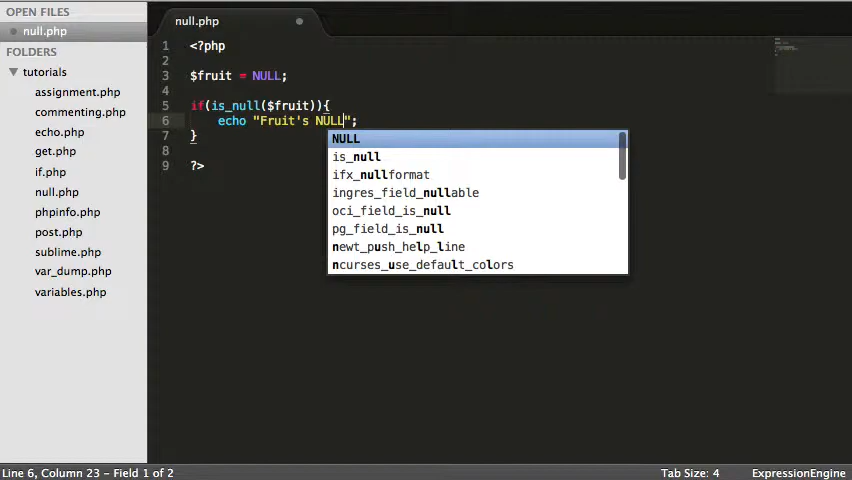 OPEN FILES
null.php
FOLDERS
tutorials
assignment.php
commenting.php
echo.php
get.php
if.php
null.php
phpinfo.php
post.php
sublime.php
var_dump.php
variables.php
null.php
1 <?php
2
3 $fruit = NULL;
4
5 if(is_null($fruit)){
6 echo "Fruit's NULL";
7 }
8
9 ?>
NULL
is_null
ifx_nullformat
ingres_field_nullable
oci_field_is_null
pg_field_is_null
newt_push_help_line
ncurses_use_default_colors
Line 6, Column 23 - Field 1 of 2
Tab Size: 4
ExpressionEngine